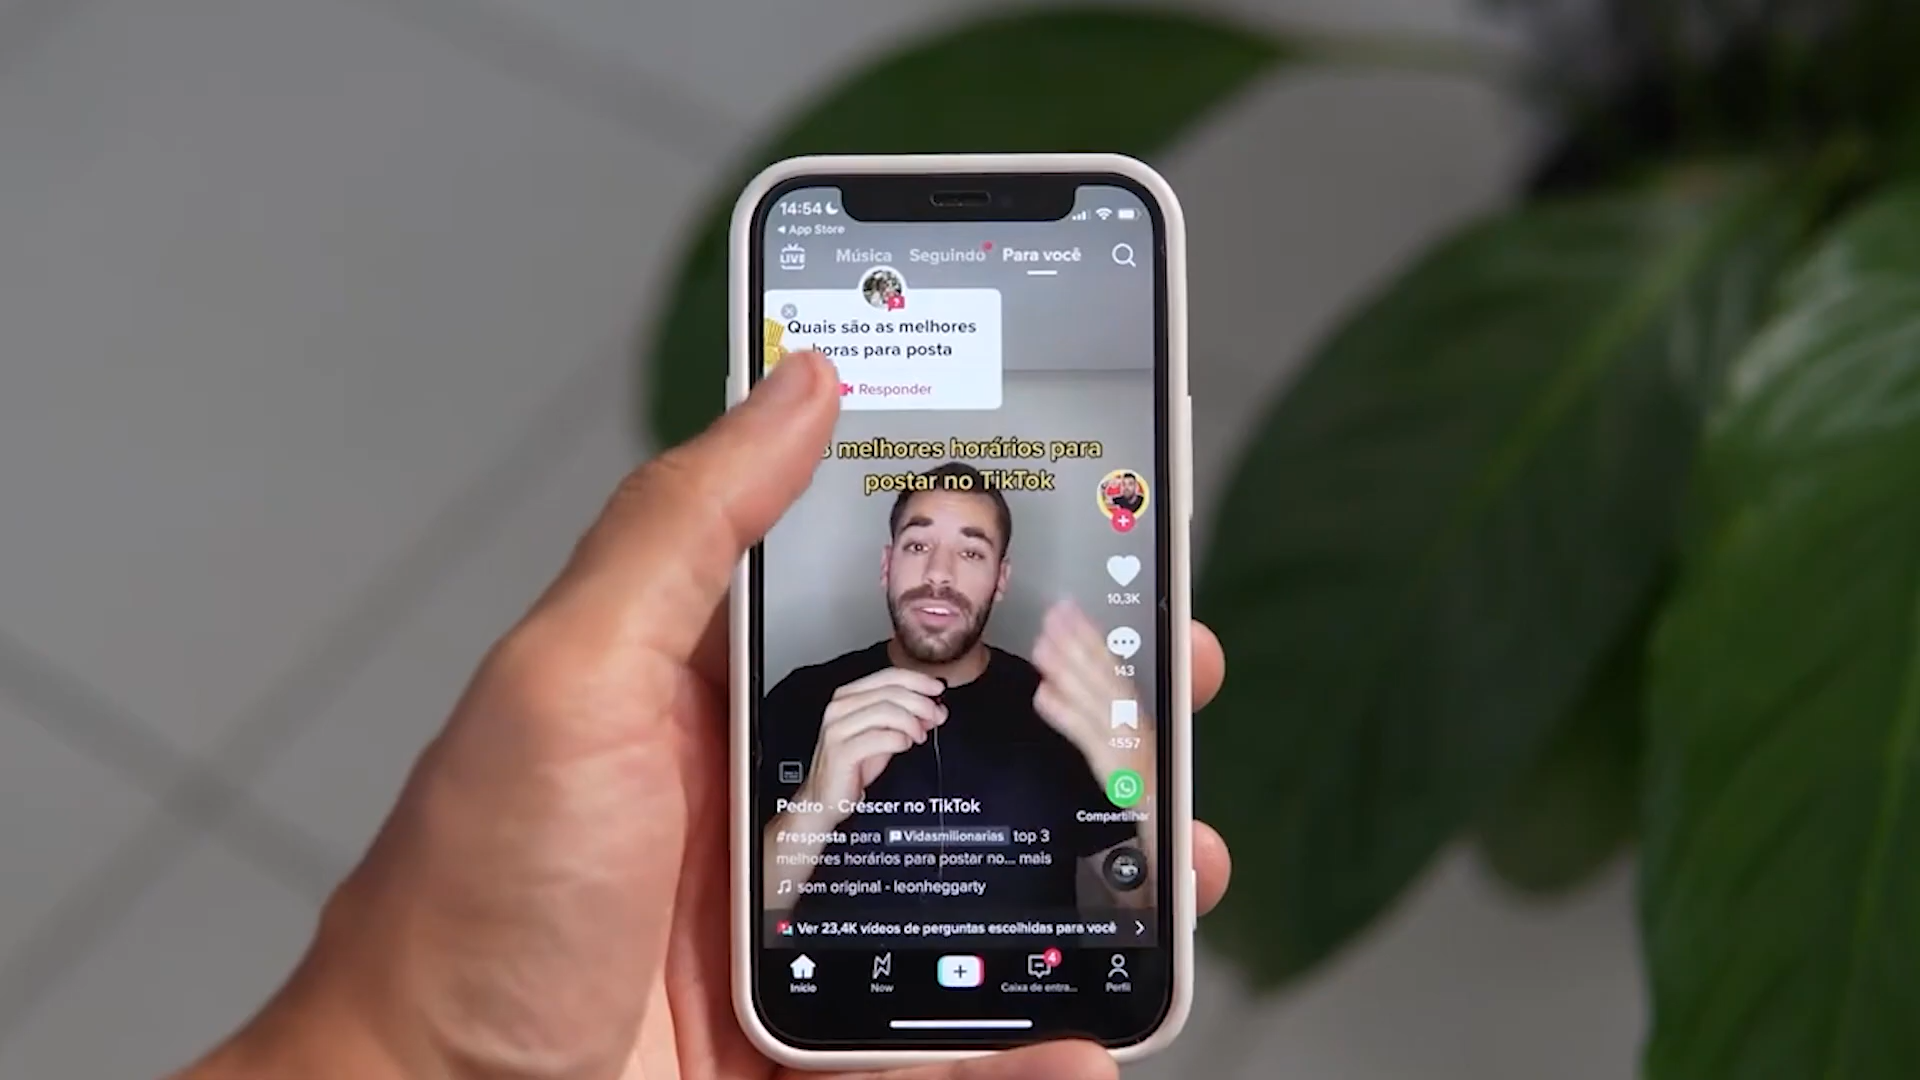 14:54
App Store
LIVE
Música Seguindo Para você
Quais são as melhores
horas para posta
Responder
melhores horários para
postar no TikTok
10,3K
143
4557
Pedro - Crescer no TikTok
Compartilhar
#resposta para Vidasmilionarias top 3
melhores horários para postar no... mais
som original - leonheggarty
Ver 23,4K vídeos de perguntas escolhidas para você
4
Início Now Caixa de entra... Perfil